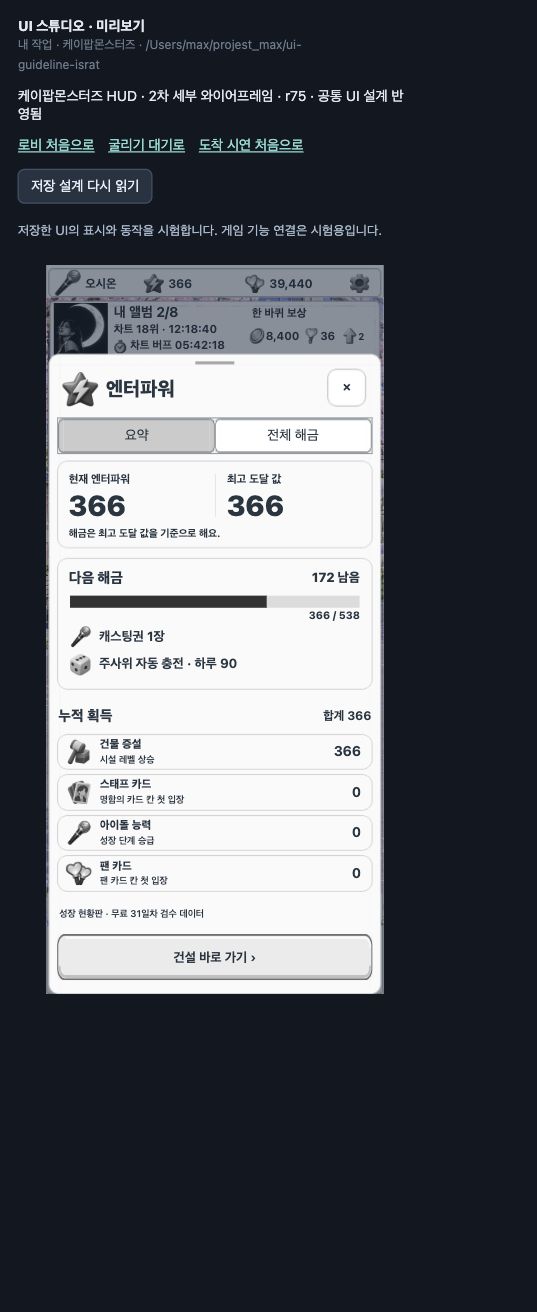 UI 스튜디오 · 미리보기
내 작업 · 케이팝몬스터즈 · /Users/max/projest_max/ui-
guideline-israt
케이팝몬스터즈 HUD · 2차 세부 와이어프레임 · r75 · 공통 UI 설계 반
영됨
로비 처음으로 굴리기 대기로 도착 시연 처음으로
저장 설계 다시 읽기
저장한 UI의 표시와 동작을 시험합니다. 게임 기능 연결은 시험용입니다.
오시온 366 39,440
내 앨범 2/8 한 바퀴 보상
차트 18위 · 12:18:40
차트 버프 05:42:18 8,400 36 2
엔터파워 ×
요약 전체 해금
현재 엔터파워 최고 도달 값
366 366
해금은 최고 도달 값을 기준으로 해요.
다음 해금 172 남음
366 / 538
캐스팅권 1장
주사위 자동 충전 · 하루 90
누적 획득 합계 366
건물 증설
시설 레벨 상승 366
스태프 카드
명함의 카드 칸 첫 입장 0
아이돌 능력
성장 단계 승급 0
팬 카드
팬 카드 칸 첫 입장 0
성장 현황판 · 무료 31일차 검수 데이터
건설 바로 가기 ›